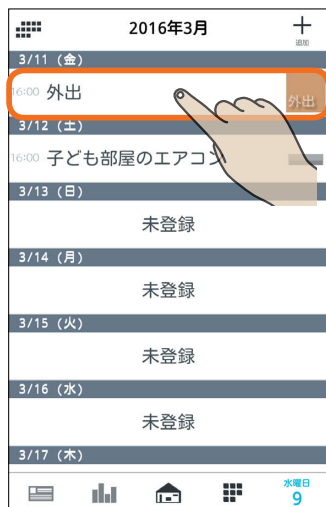 2016年3月
追加
3/11 (金)
16:00 外出 外出
3/12 (土)
16:00 子ども部屋のエアコン
3/13 (日)
未登録
3/14 (月)
未登録
3/15 (火)
未登録
3/16 (水)
未登録
3/17 (木)
水曜日
9